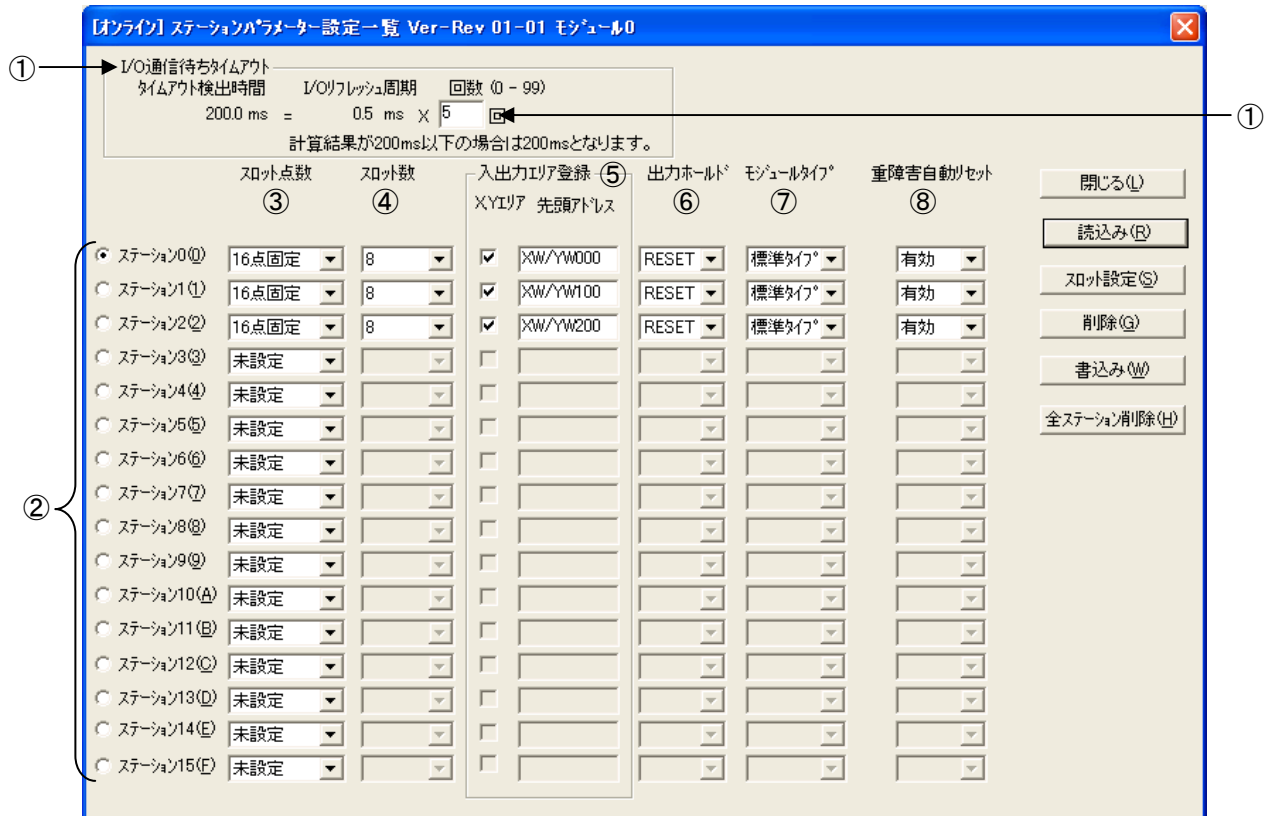 [オンライン] ステーションパラメーター設定一覧 Ver-Rev 01-01 モジュール0
① I/O通信待ちタイムアウト
タイムアウト検出時間 I/Oリフレッシュ周期 回数 (0 - 99)
200.0 ms = 0.5 ms × 5 回 ①
計算結果が200ms以下の場合は200msとなります。
スロット点数 スロット数 入出力エリア登録 ⑤ 出力ホールド モジュールタイプ 重障害自動リセット
③ ④ X,Yエリア 先頭アドレス ⑥ ⑦ ⑧
閉じる(L)
読込み(R)
スロット設定(S)
削除(G)
書込み(W)
全ステーション削除(H)
②
ステーション0(0) 16点固定 8 XW/YW000 RESET 標準タイプ 有効
ステーション1(1) 16点固定 8 XW/YW100 RESET 標準タイプ 有効
ステーション2(2) 16点固定 8 XW/YW200 RESET 標準タイプ 有効
ステーション3(3) 未設定
ステーション4(4) 未設定
ステーション5(5) 未設定
ステーション6(6) 未設定
ステーション7(7) 未設定
ステーション8(8) 未設定
ステーション9(9) 未設定
ステーション10(A) 未設定
ステーション11(B) 未設定
ステーション12(C) 未設定
ステーション13(D) 未設定
ステーション14(E) 未設定
ステーション15(F) 未設定